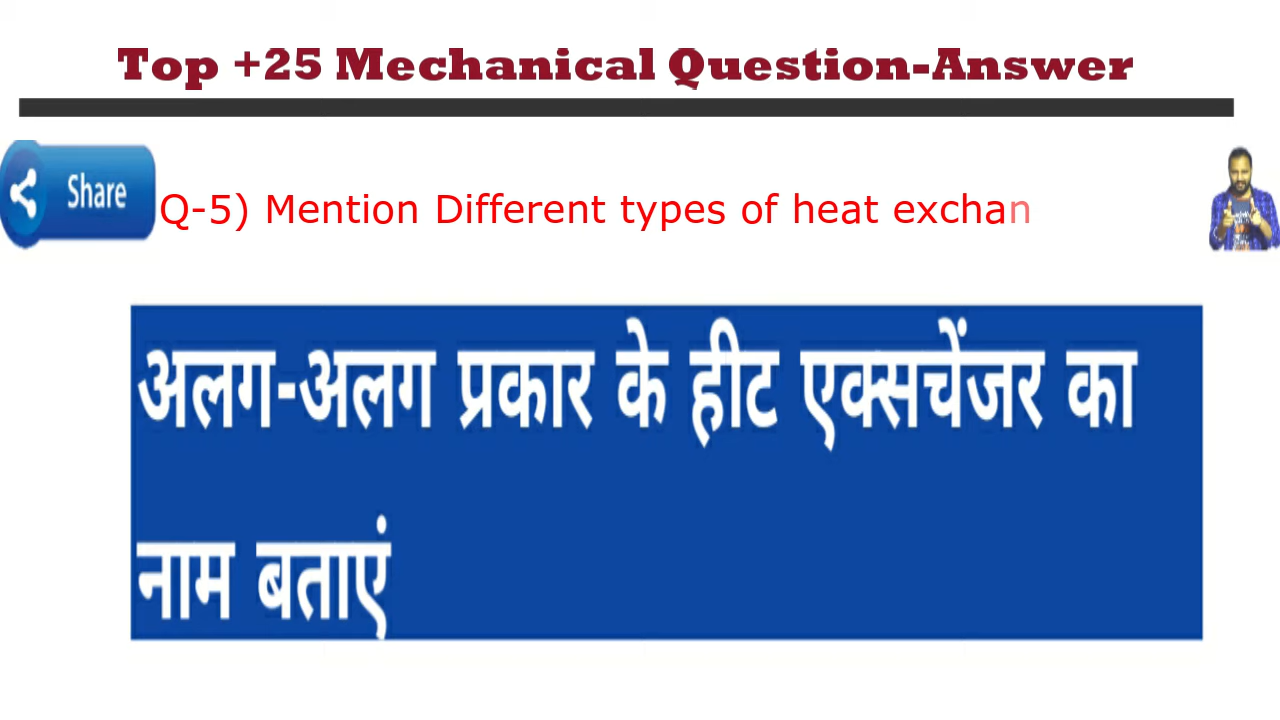 Top +25 Mechanical Question-Answer
Share
Q-5) Mention Different types of heat exchan
अलग-अलग प्रकार के हीट एक्सचेंजर का
नाम बताएं